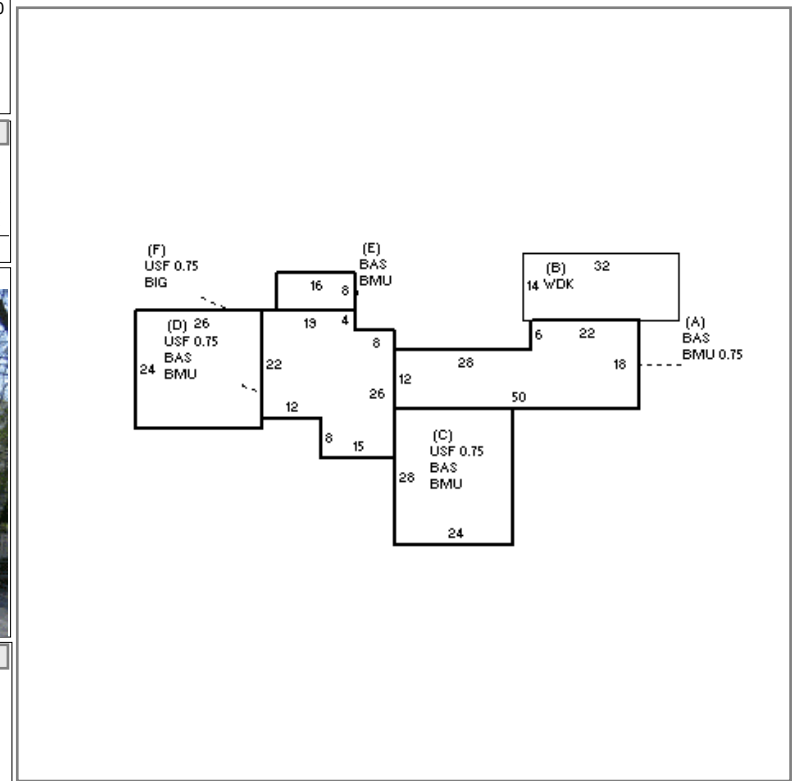 (F)
USF 0.75
BIG
(E)
BAS
BMU
16
8
(B)
WDK
32
14
(D)
26
USF 0.75
BAS
BMU
24
19
4
8
22
12
8
15
26
12
28
6
22
18
50
(A)
BAS
BMU 0.75
(C)
USF 0.75
BAS
BMU
28
24